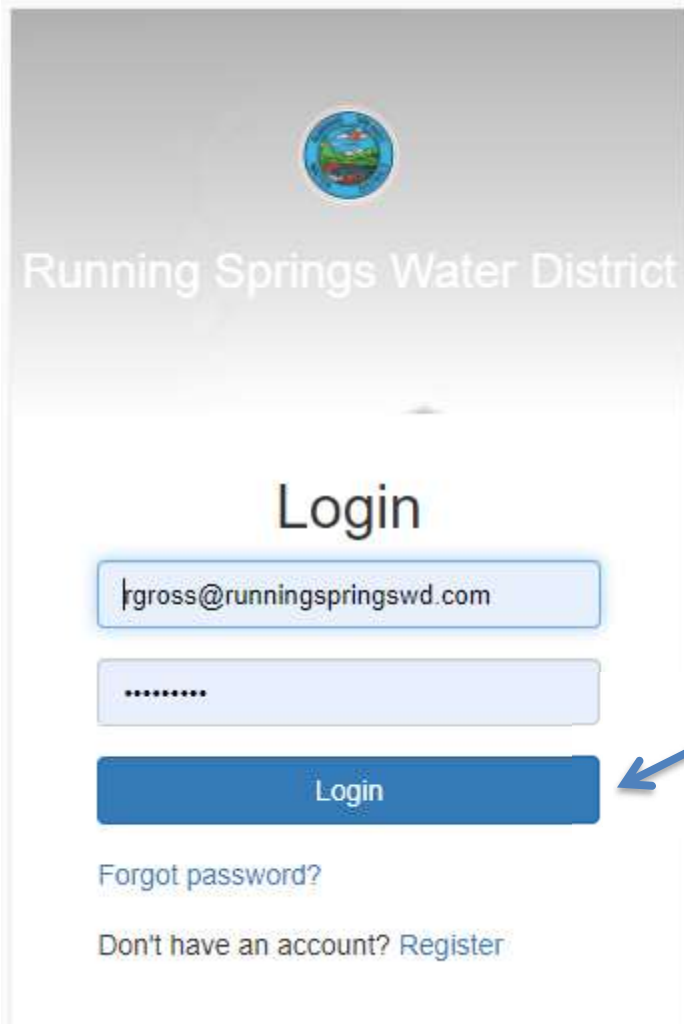 Running Springs Water District
Login
rgross@runningspringswd.com
•••••••••
Login
Forgot password?
Don't have an account? Register